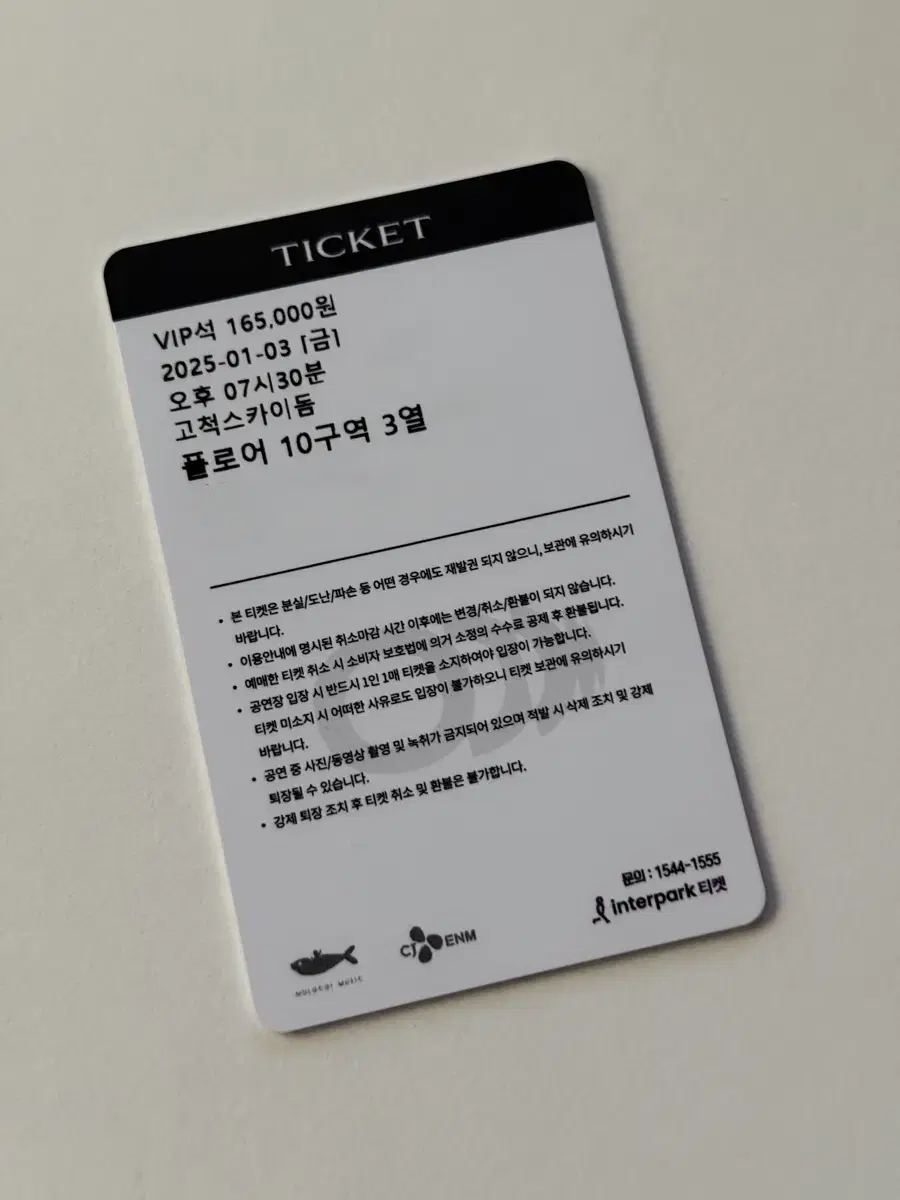 TICKET
VIP석 165,000원
2025-01-03 [금]
오후 07시30분
고척스카이돔
플로어 10구역 3열
• 본 티켓은 분실/도난/파손 등 어떤 경우에도 재발권 되지 않으니, 보관에 유의하시기
바랍니다.
• 이용안내에 명시된 취소마감 시간 이후에는 변경/취소/환불이 되지 않습니다.
• 예매한 티켓 취소 시 소비자 보호법에 의거 소정의 수수료 공제 후 환불됩니다.
• 공연장 입장 시 반드시 1인 1매 티켓을 소지하여야 입장이 가능합니다.
티켓 미소지 시 어떠한 사유로도 입장이 불가하오니 티켓 보관에 유의하시기
바랍니다.
• 공연 중 사진/동영상 촬영 및 녹취가 금지되어 있으며 적발 시 삭제 조치 및 강제
퇴장될 수 있습니다.
• 강제 퇴장 조치 후 티켓 취소 및 환불은 불가합니다.
문의 : 1544-1555
interpark 티켓
CJ ENM
MULGOGI MUSIC